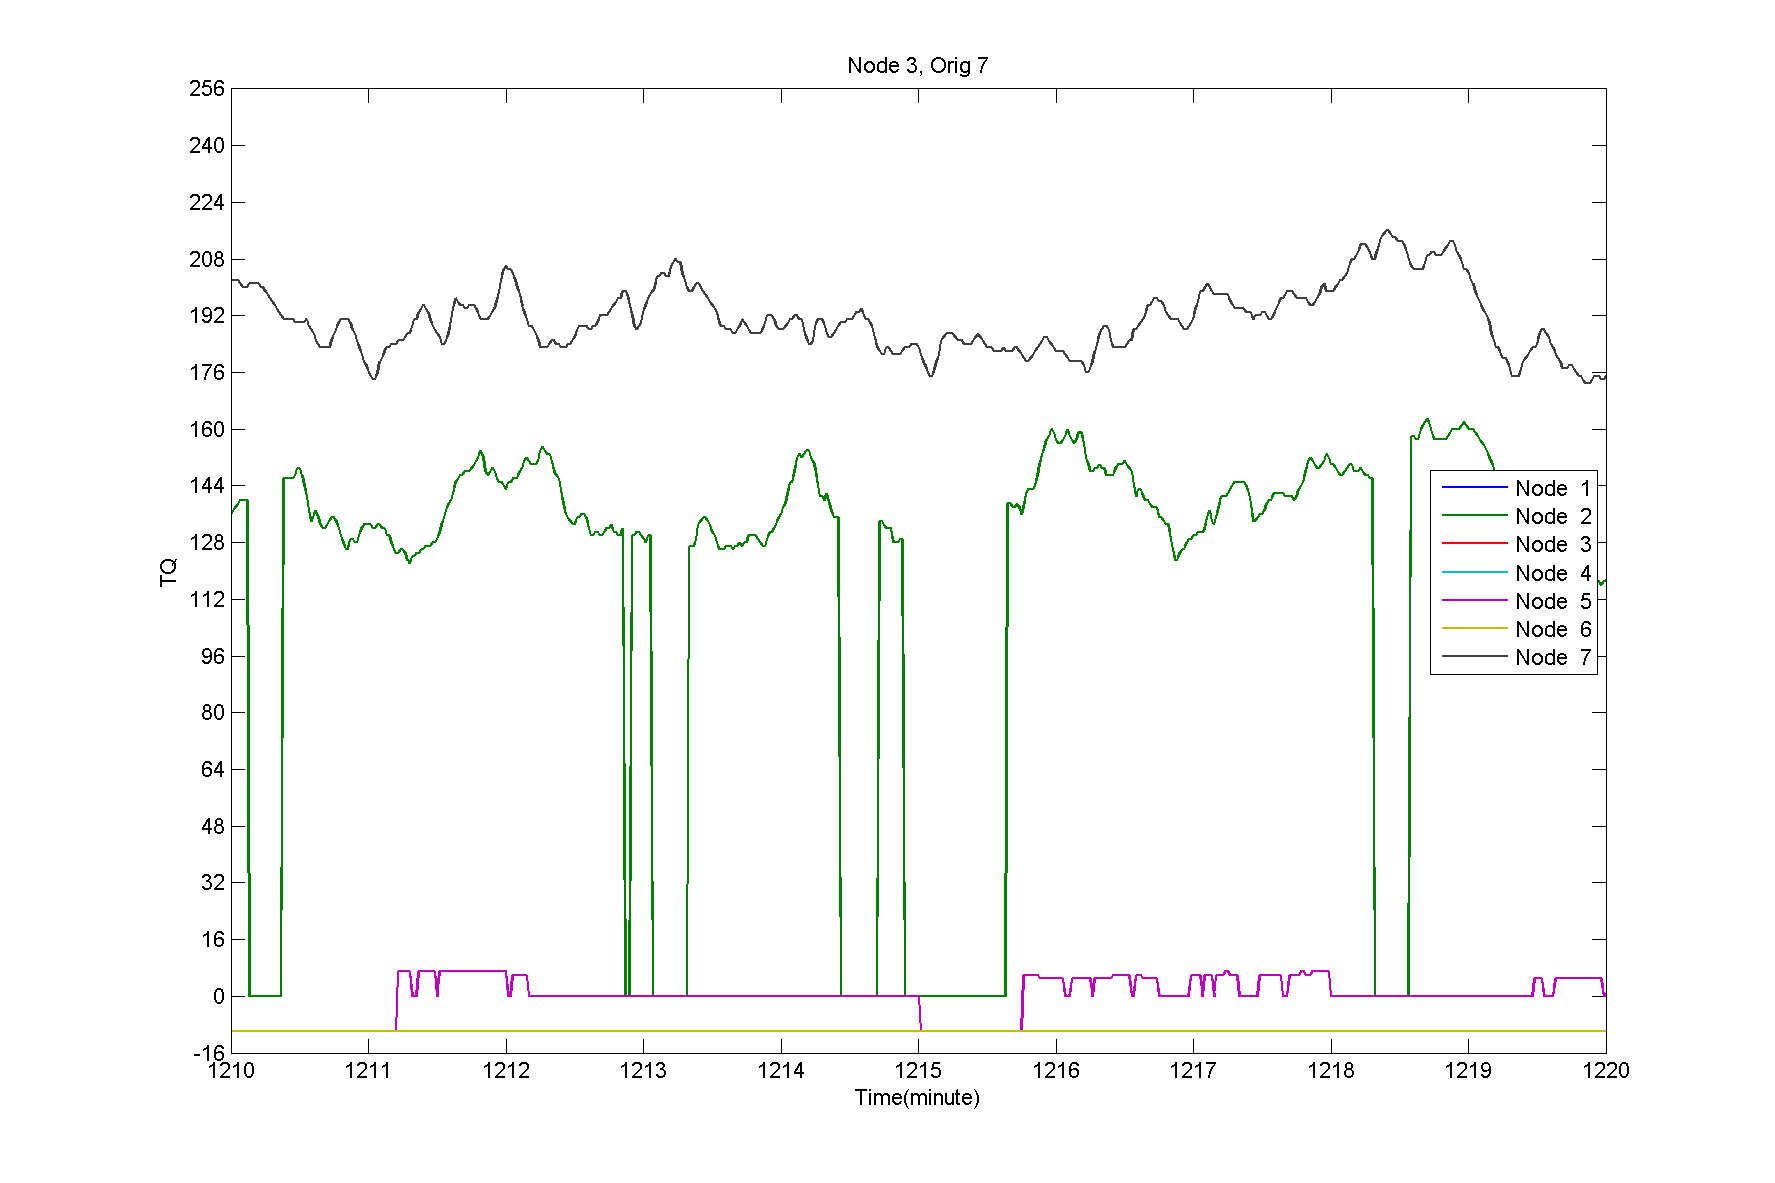 Node 3, Orig 7
256
240
224
208
192
176
160
144
128
112
96
80
64
48
32
16
0
-16
TQ
Node 1
Node 2
Node 3
Node 4
Node 5
Node 6
Node 7
1210 1211 1212 1213 1214 1215 1216 1217 1218 1219 1220
Time(minute)